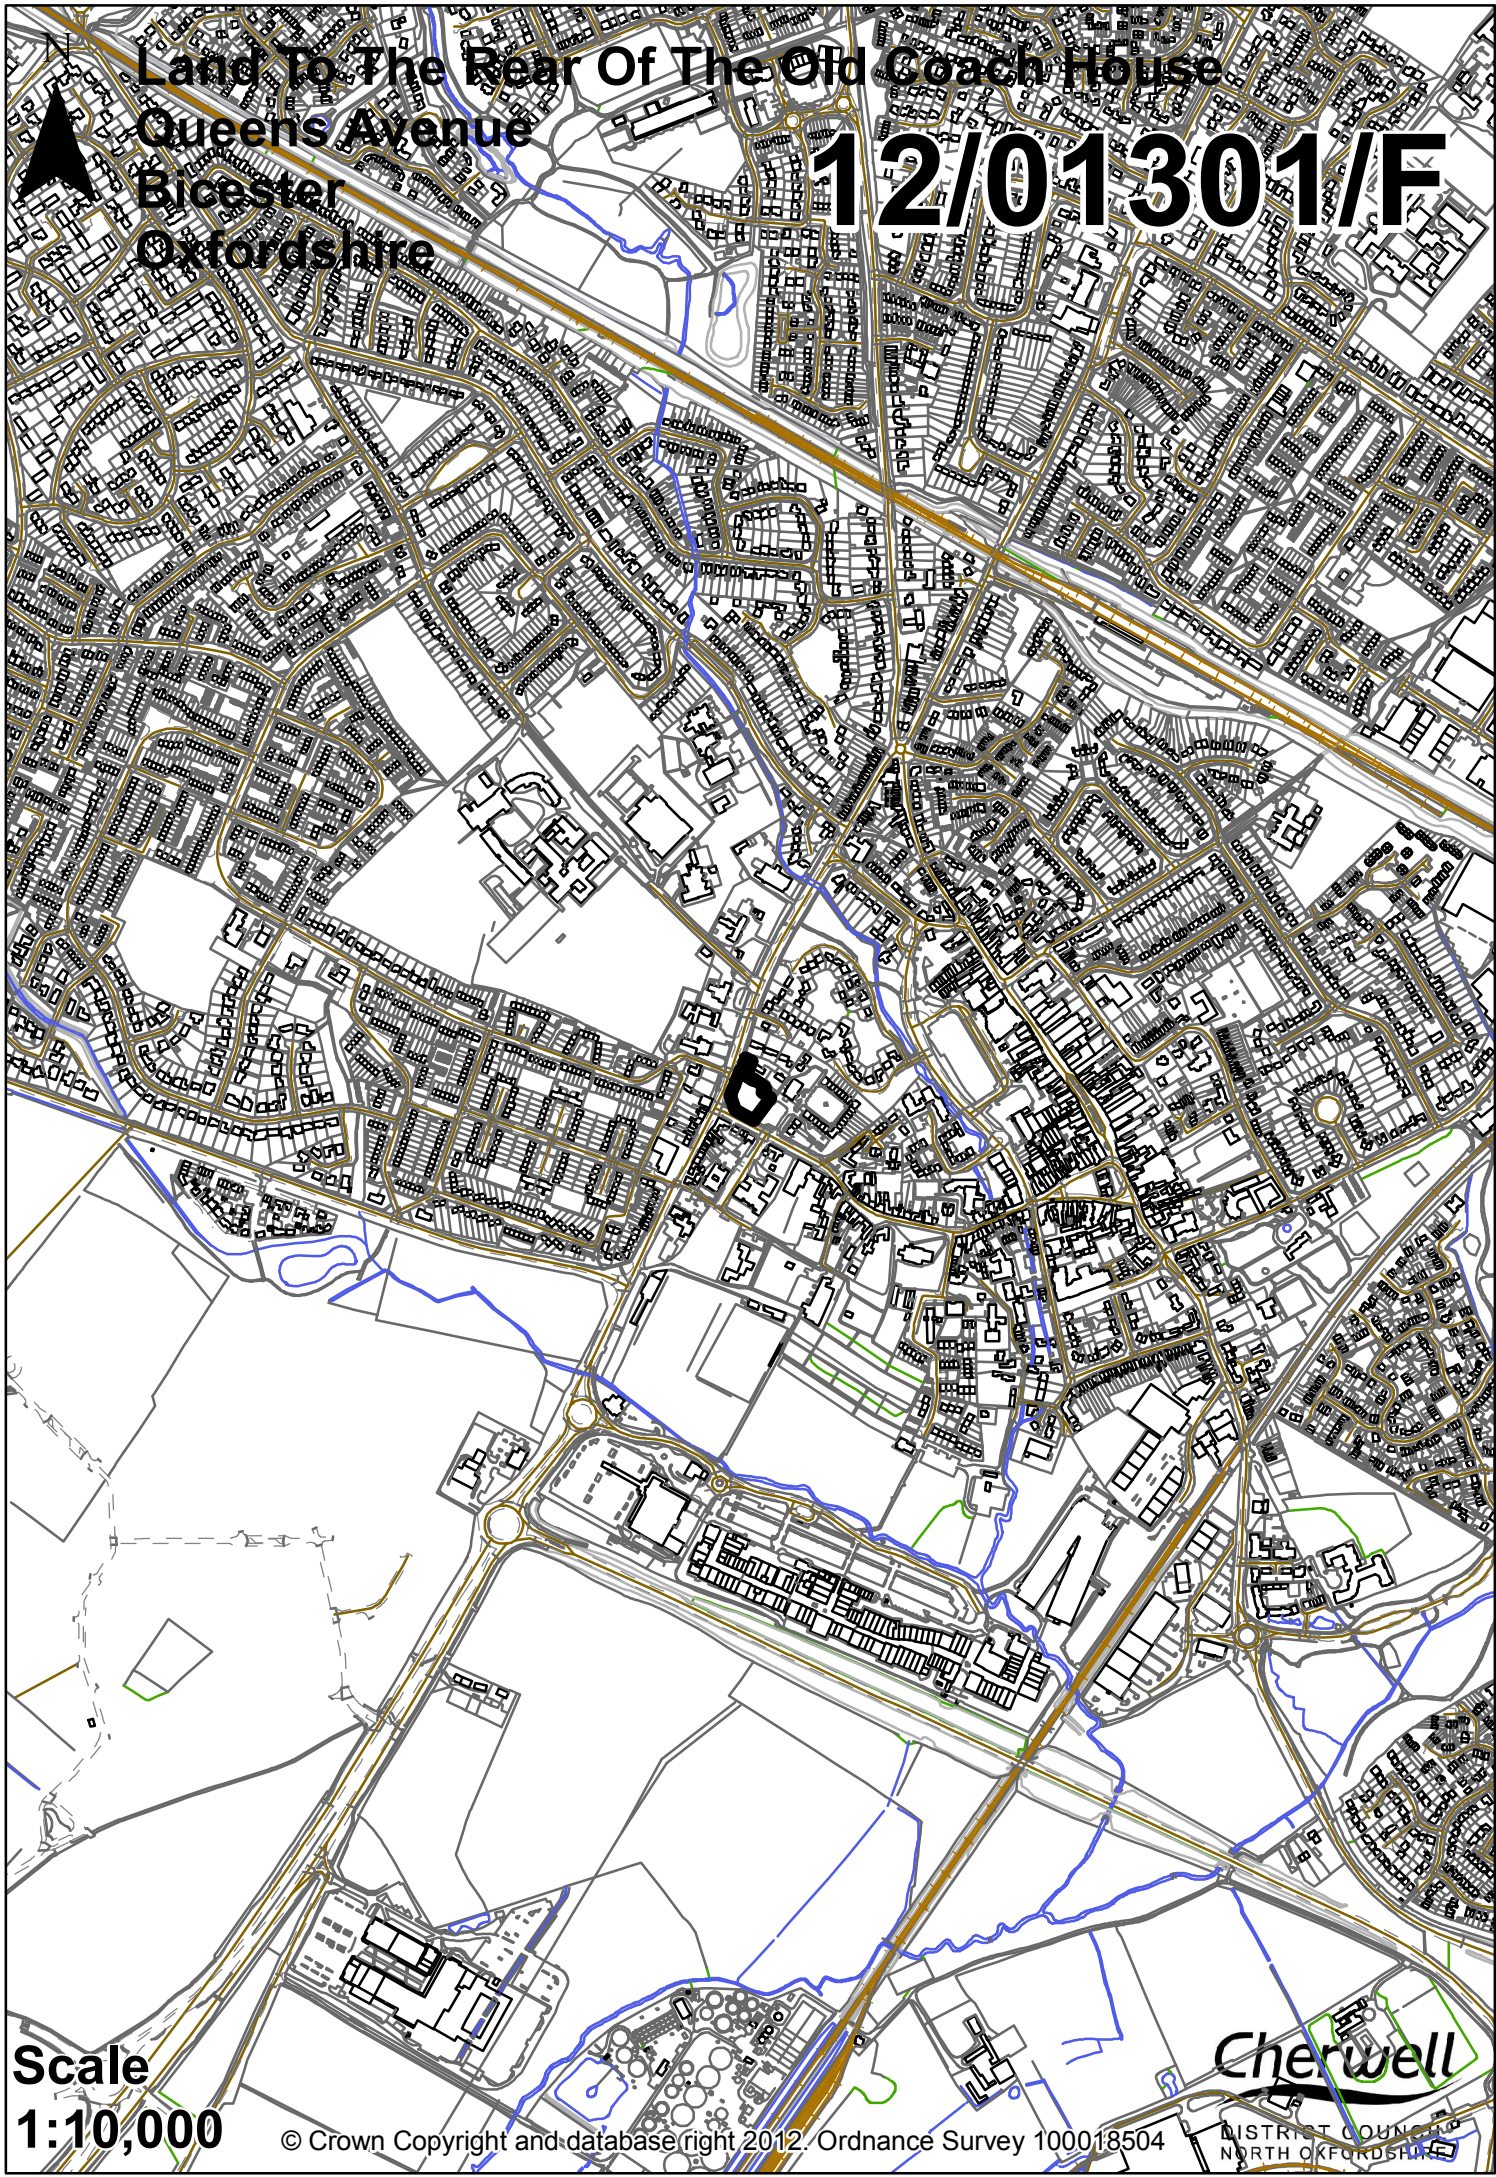 N
Land To The Rear Of The Old Coach House
Queens Avenue
Bicester
Oxfordshire
12/01301/F
Scale
1:10,000
© Crown Copyright and database right 2012. Ordnance Survey 100018504
Cherwell
DISTRICT COUNCIL
NORTH OXFORDSHIRE